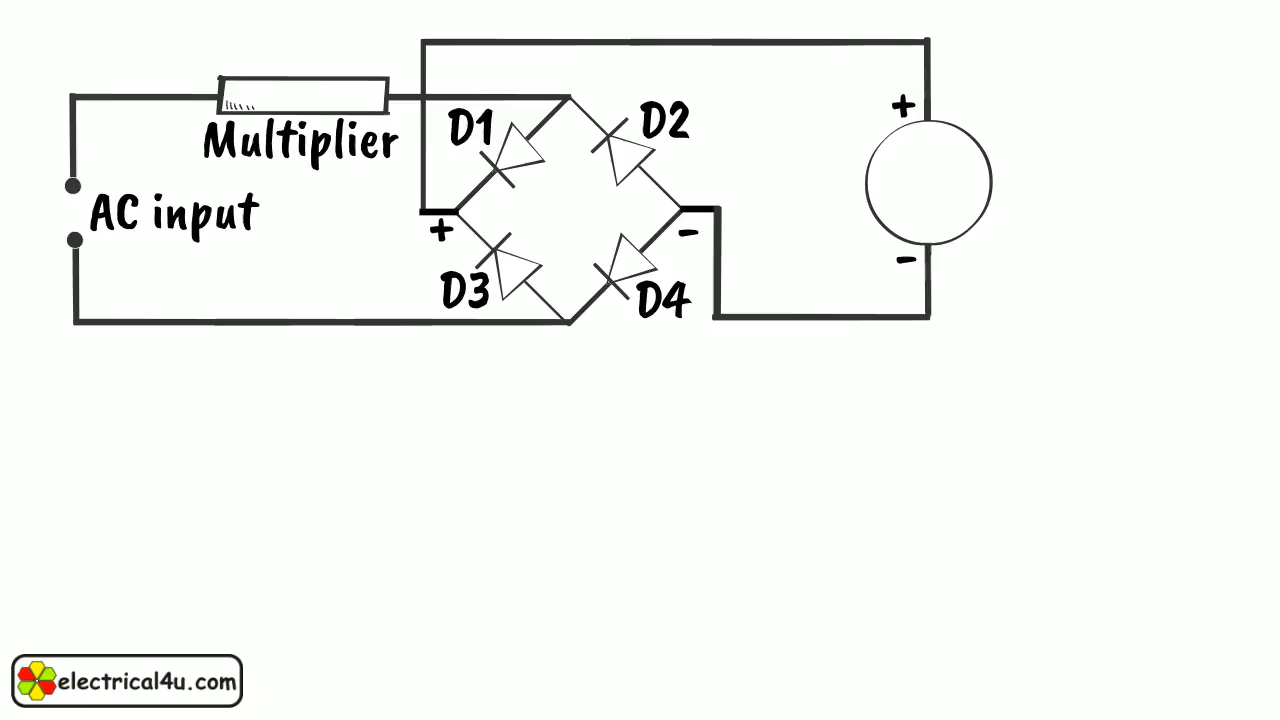 D1
D2
+
Multiplier
AC input
+
-
D3
D4
-
electrical4u.com